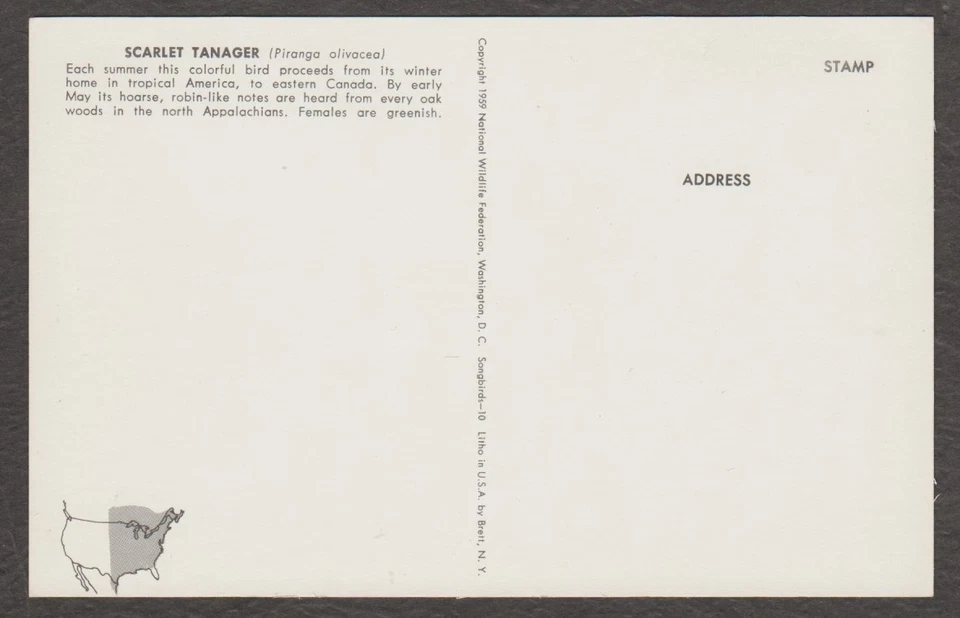 SCARLET TANAGER (Piranga olivacea)
Each summer this colorful bird proceeds from its winter
home in tropical America, to eastern Canada. By early
May its hoarse, robin-like notes are heard from every oak
woods in the north Appalachians. Females are greenish.
Copyright 1959 National Wildlife Federation, Washington, D. C. Songbirds—10 Litho in U.S.A. by Brett, N. Y.
STAMP
ADDRESS